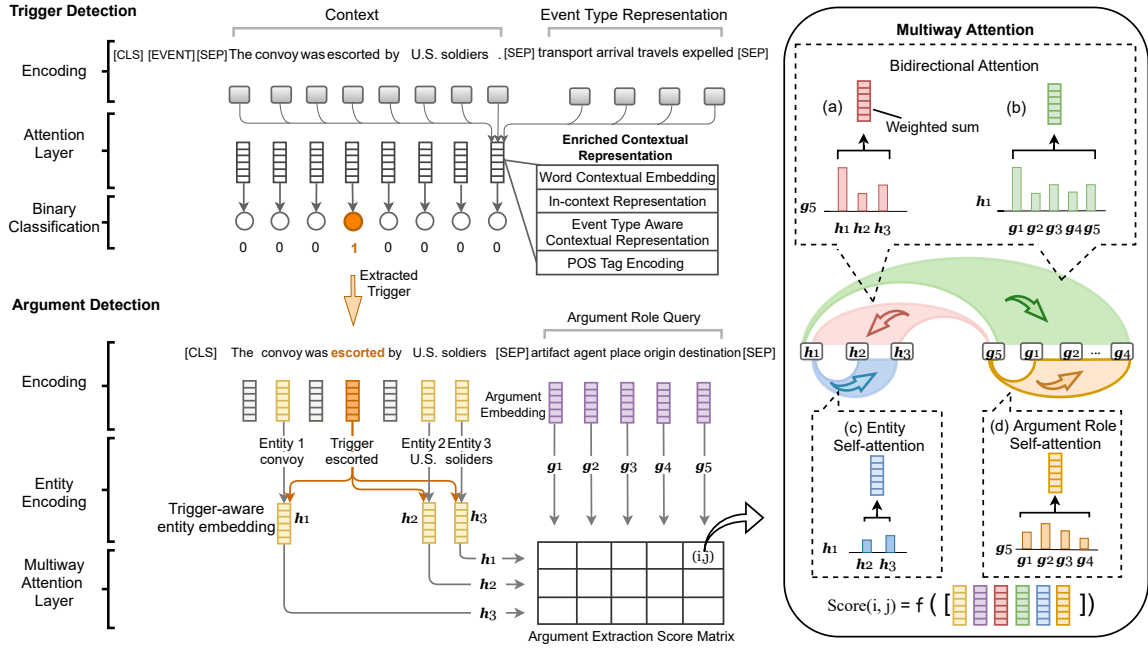 Trigger Detection
Context
Event Type Representation
Encoding
[CLS] [EVENT] [SEP] The convoy was escorted by U.S. soldiers . [SEP] transport arrival travels expelled [SEP]
Attention
Layer
Enriched Contextual
Representation
Word Contextual Embedding
In-context Representation
Event Type Aware
Contextual Representation
POS Tag Encoding
Binary
Classification
0 0 0 1 0 0 0 0
Extracted
Trigger
Argument Detection
Argument Role Query
[CLS] The convoy was escorted by U.S. soldiers [SEP] artifact agent place origin destination [SEP]
Encoding
Argument
Embedding
Entity 1
convoy
Trigger
escorted
Entity 2
U.S.
Entity 3
soliders
g1 g2 g3 g4 g5
Entity
Encoding
Trigger-aware
entity embedding
h1 h2 h3
Multiway
Attention
Layer
h1
h2
h3
(i,j)
Argument Extraction Score Matrix
Multiway Attention
Bidirectional Attention
(a)
(b)
Weighted sum
g5
h1 h2 h3
h1
g1 g2 g3 g4 g5
h1 h2 h3 g5 g1 g2 ... g4
(c) Entity
Self-attention
h1
h2 h3
(d) Argument Role
Self-attention
g5
g1 g2 g3 g4
Score(i, j) = f ( [ ] )